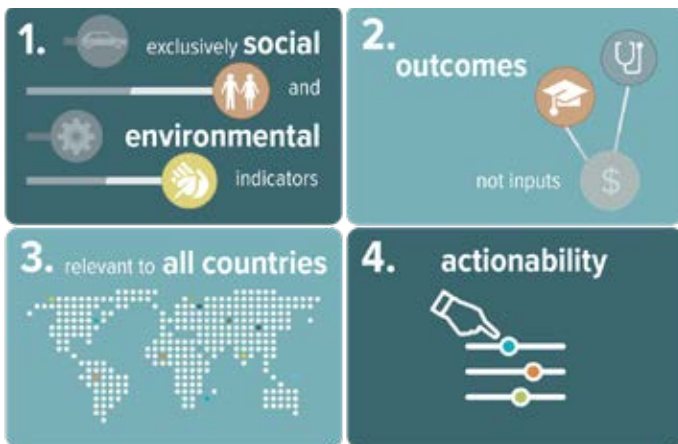 1. exclusively social
and
environmental
indicators
2.
outcomes
not inputs
$
3. relevant to all countries
4. actionability